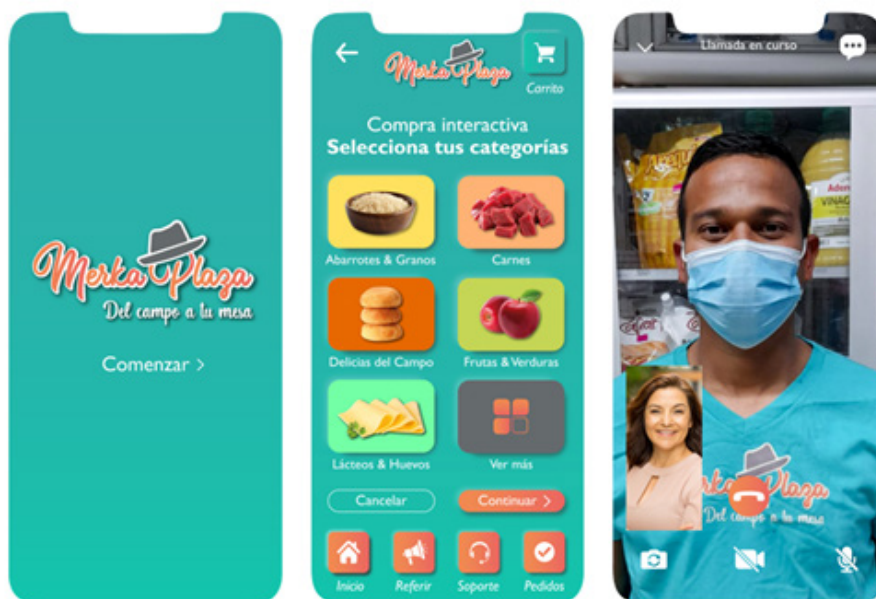 Merka Plaza
Del campo a tu mesa
Comenzar >
Merka Plaza
Carrito
Compra interactiva
Selecciona tus categorías
Abarrotes & Granos
Carnes
Delicias del Campo
Frutas & Verduras
Lácteos & Huevos
Ver más
Cancelar
Continuar >
Inicio
Referir
Soporte
Pedidos
Llamada en curso
VINAG
Plaza
Del campo a tu mesa